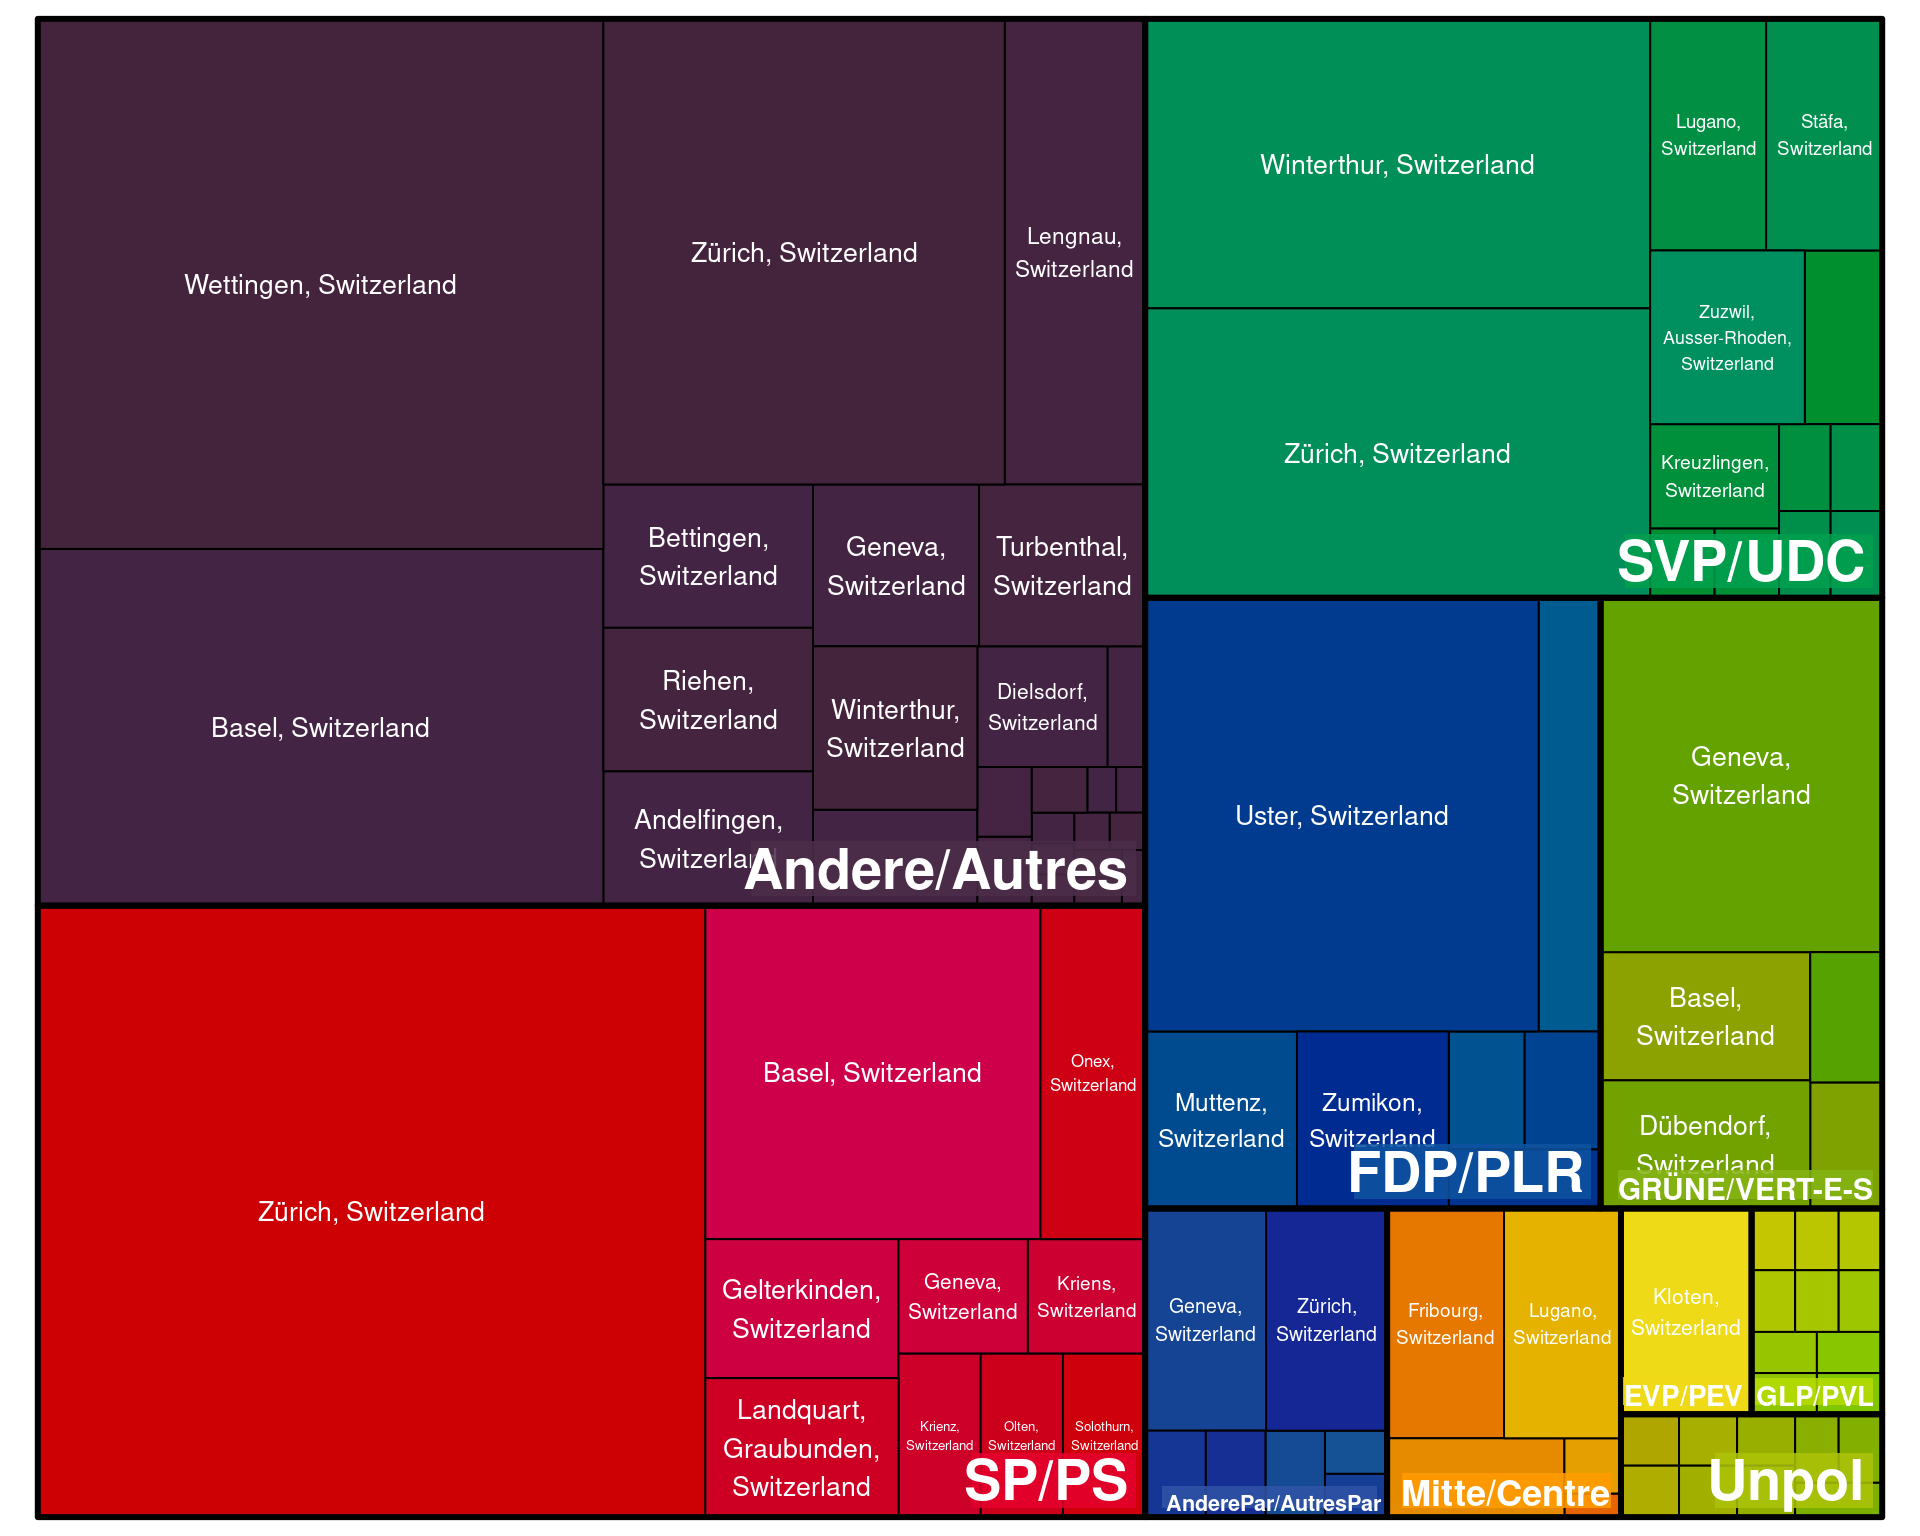 Wettingen, Switzerland
Zürich, Switzerland
Lengnau,
Switzerland
Basel, Switzerland
Bettingen,
Switzerland
Geneva,
Switzerland
Turbenthal,
Switzerland
Riehen,
Switzerland
Winterthur,
Switzerland
Dielsdorf,
Switzerland
Andelfingen,
Switzerland
Andere/Autres
Zürich, Switzerland
Basel, Switzerland
Onex,
Switzerland
Gelterkinden,
Switzerland
Geneva,
Switzerland
Kriens,
Switzerland
Landquart,
Graubunden,
Switzerland
Krienz,
Switzerland
Olten,
Switzerland
Solothurn,
Switzerland
SP/PS
Winterthur, Switzerland
Lugano,
Switzerland
Stäfa,
Switzerland
Zürich, Switzerland
Zuzwil,
Ausser-Rhoden,
Switzerland
Kreuzlingen,
Switzerland
SVP/UDC
Uster, Switzerland
Muttenz,
Switzerland
Zumikon,
Switzerland
FDP/PLR
Geneva,
Switzerland
Basel,
Switzerland
Dübendorf,
Switzerland
GRÜNE/VERT-E-S
Geneva,
Switzerland
Zürich,
Switzerland
AnderePar/AutresPar
Fribourg,
Switzerland
Lugano,
Switzerland
Mitte/Centre
Kloten,
Switzerland
EVP/PEV
GLP/PVL
Unpol